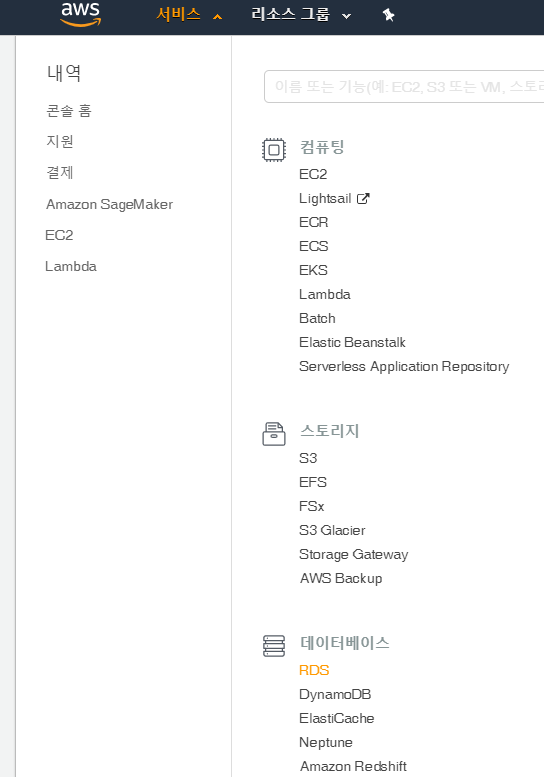 aws
서비스
리소스 그룹
내역
콘솔 홈
지원
결제
Amazon SageMaker
EC2
Lambda
이름 또는 기능(예: EC2, S3 또는 VM, 스토리
컴퓨팅
EC2
Lightsail
ECR
ECS
EKS
Lambda
Batch
Elastic Beanstalk
Serverless Application Repository
스토리지
S3
EFS
FSx
S3 Glacier
Storage Gateway
AWS Backup
데이터베이스
RDS
DynamoDB
ElastiCache
Neptune
Amazon Redshift